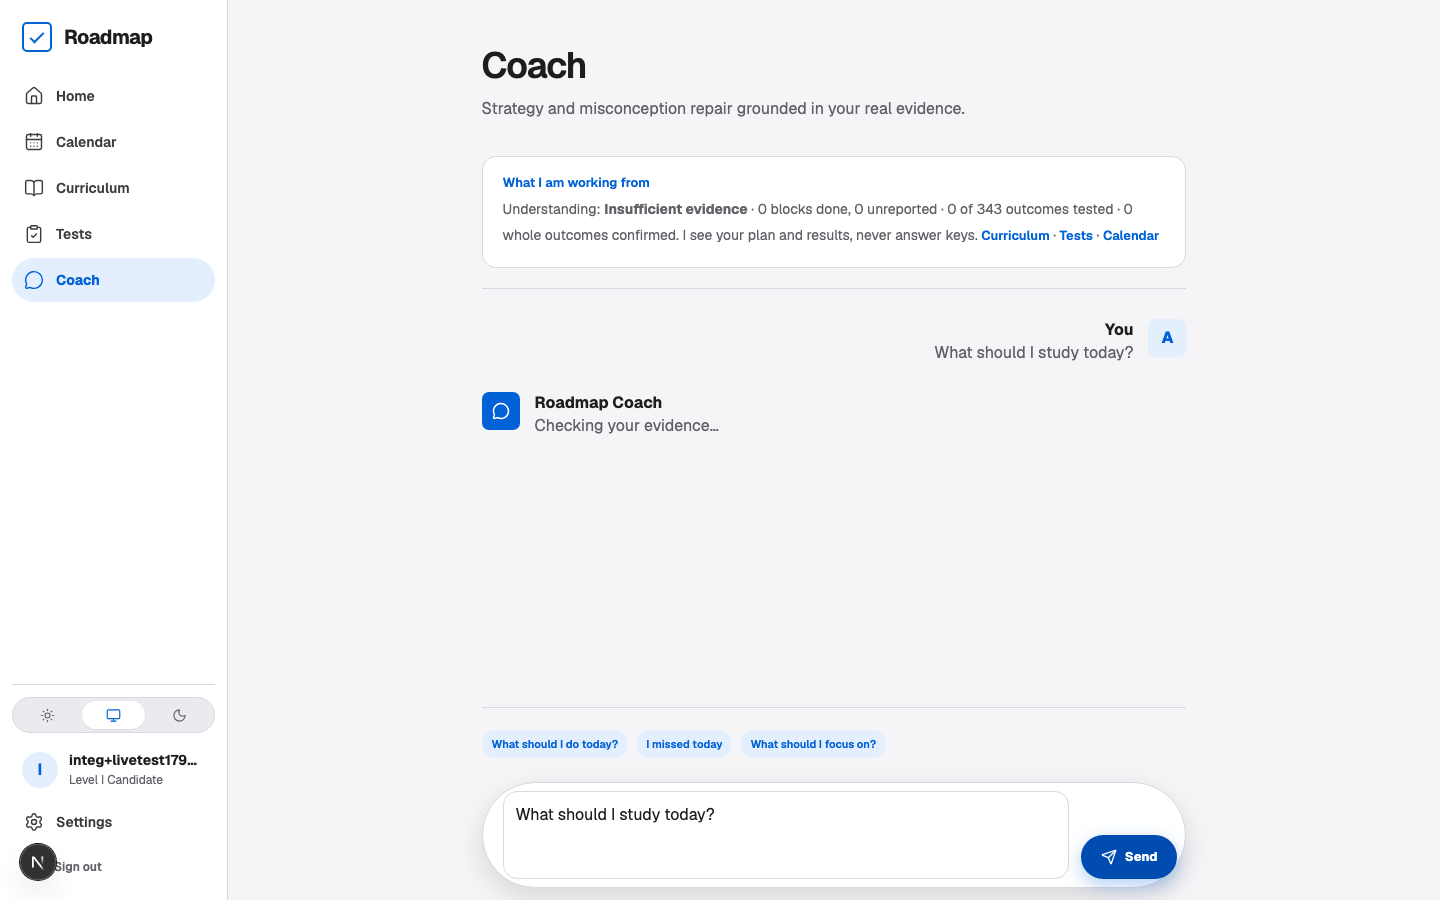 Roadmap
Home
Calendar
Curriculum
Tests
Coach
integ+livetest179...
Level I Candidate
Settings
N
Sign out
I
Coach
Strategy and misconception repair grounded in your real evidence.
What I am working from
Understanding: Insufficient evidence · 0 blocks done, 0 unreported · 0 of 343 outcomes tested · 0
whole outcomes confirmed. I see your plan and results, never answer keys. Curriculum · Tests · Calendar
You
A
What should I study today?
Roadmap Coach
Checking your evidence...
What should I do today?
I missed today
What should I focus on?
What should I study today?
Send